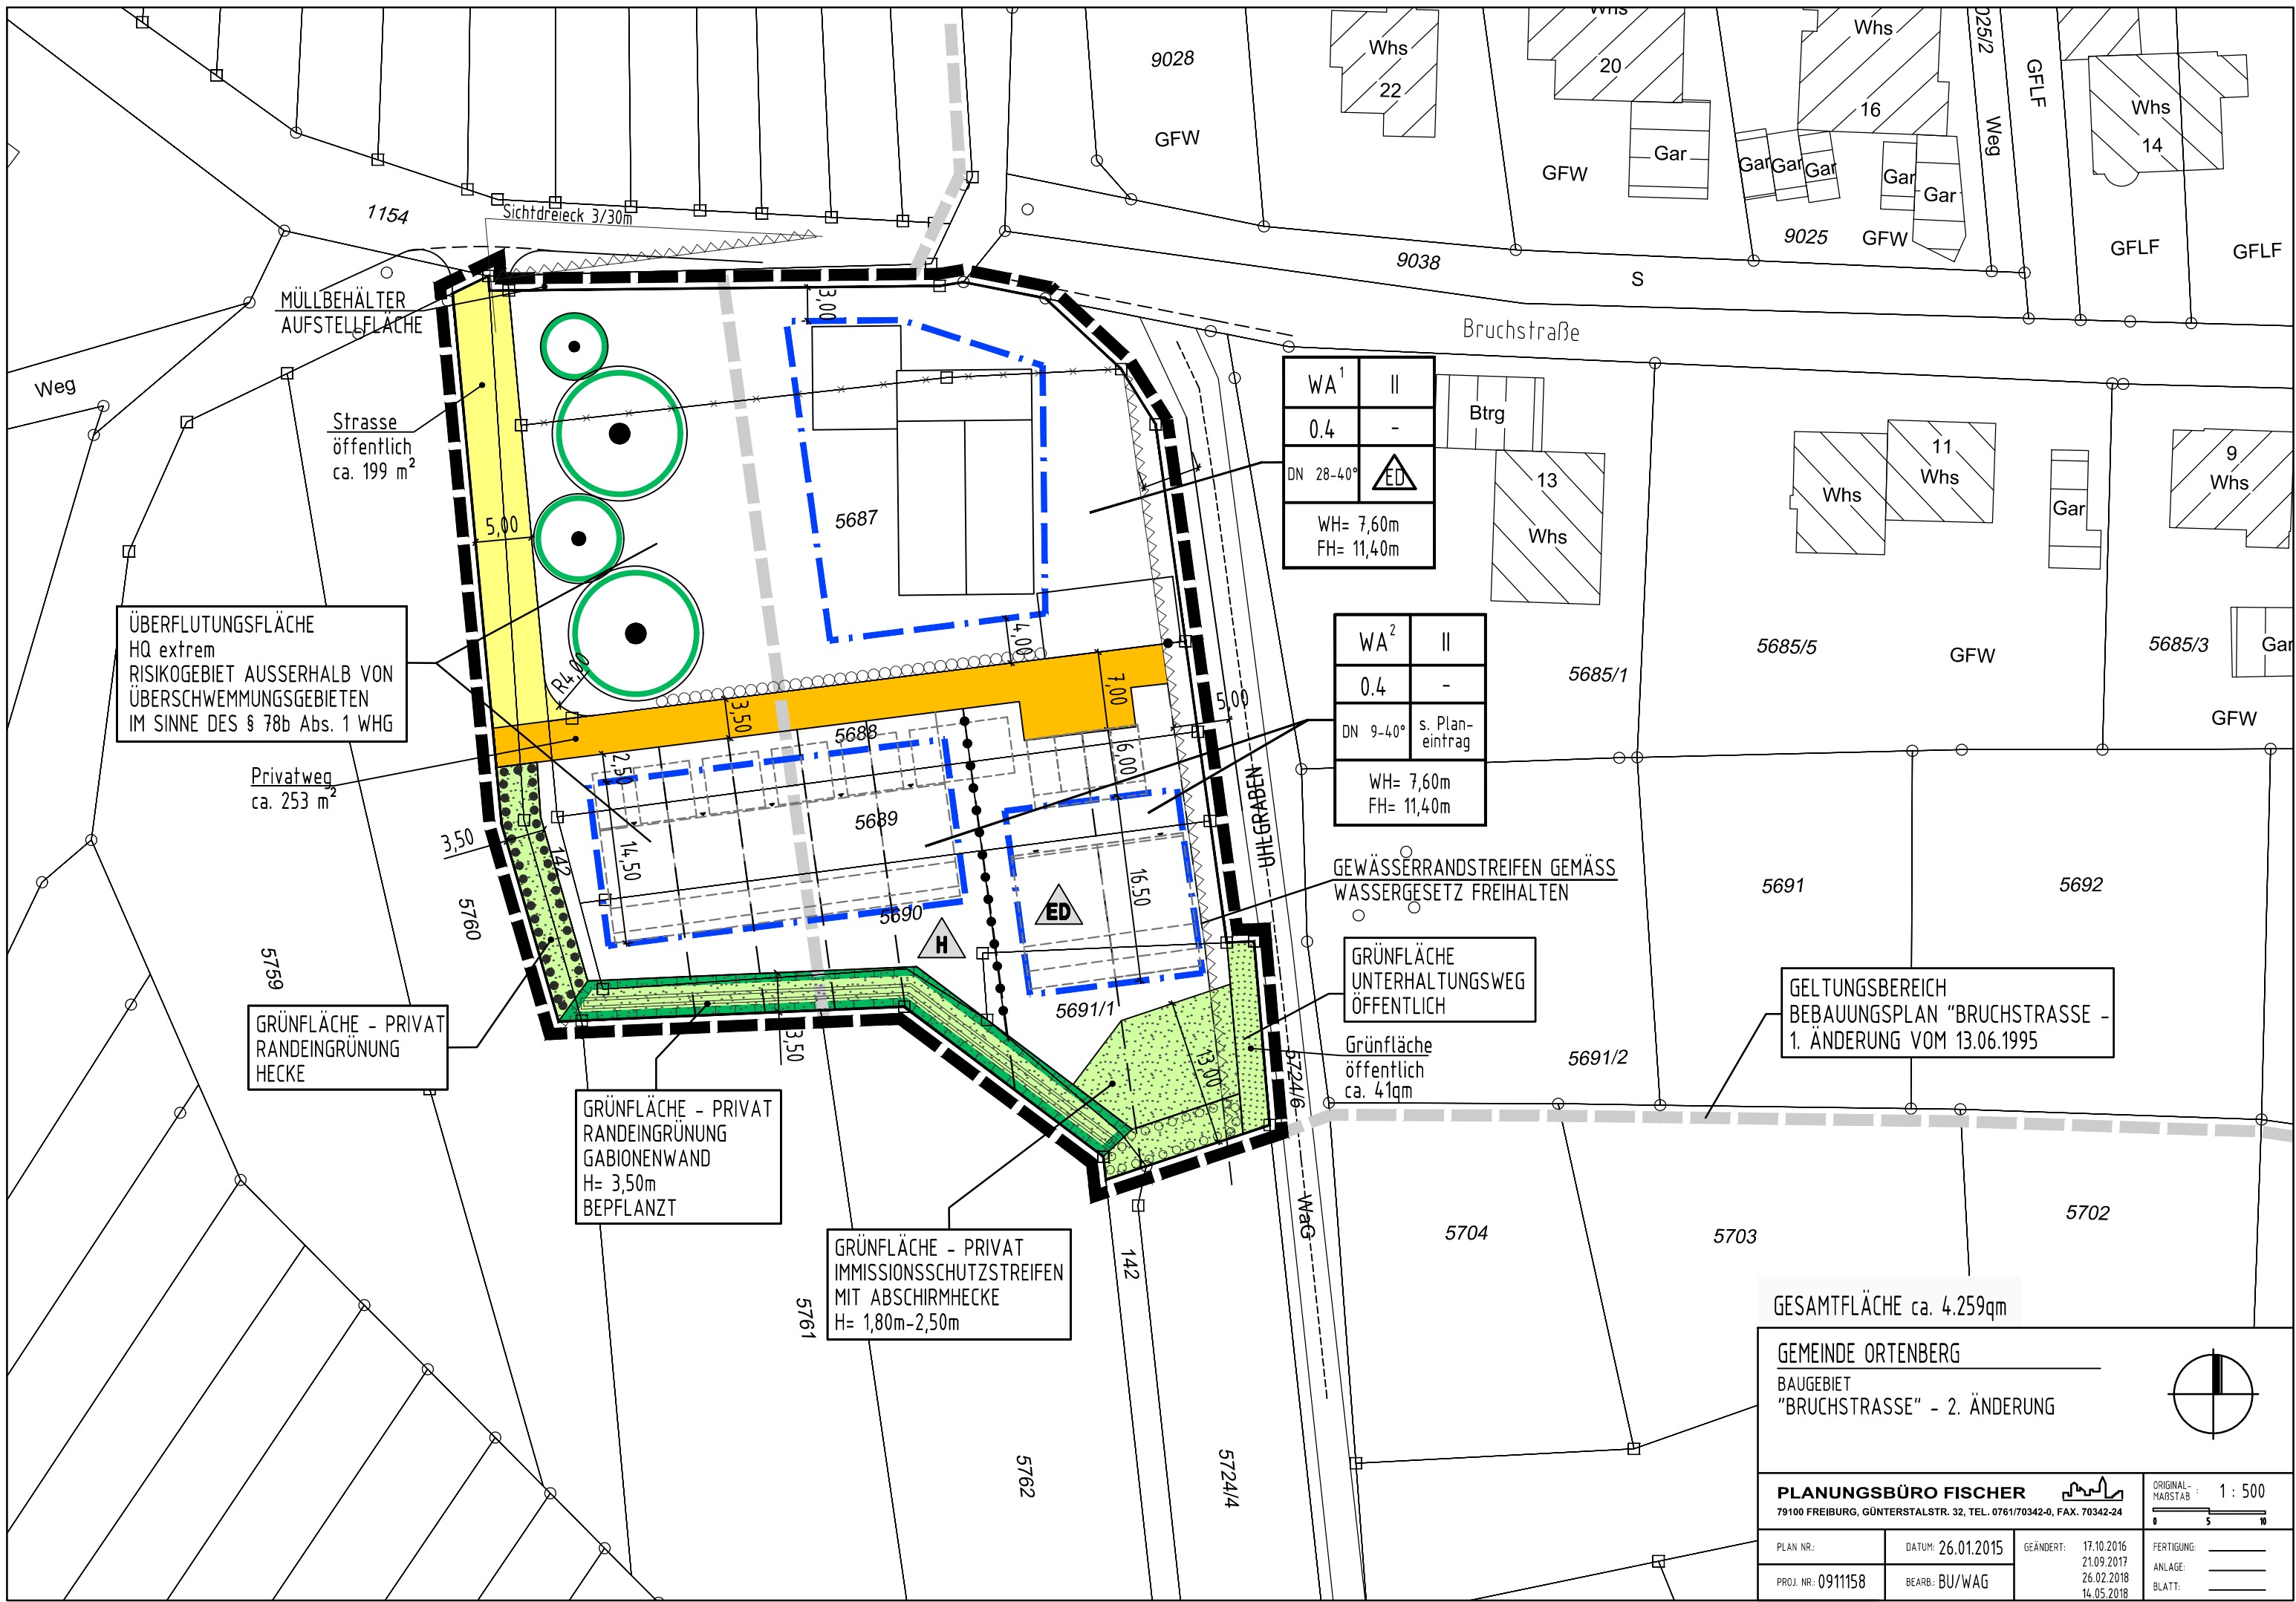 Whs
22
Whs
20
Whs
16
025/2
Weg
GFLF
Whs
14
9028
GFW
GFW
Gar
Gar
Gar
Gar
Gar
Gar
9025
GFW
GFLF
GFLF
1154
Sichtdreieck 3/30m
9038
S
Bruchstraße
MÜLLBEHÄLTER
AUFSTELLFLÄCHE
3,00
Weg
Strasse
öffentlich
ca. 199 m²
5,00
5687
WA¹
II
0.4
-
DN 28-40°
ED
WH= 7,60m
FH= 11,40m
Btrg
13
Whs
Whs
11
Whs
Gar
9
Whs
ÜBERFLUTUNGSFLÄCHE
HQ extrem
RISIKOGEBIET AUSSERHALB VON
ÜBERSCHWEMMUNGSGEBIETEN
IM SINNE DES § 78b Abs. 1 WHG
R4,00
4,00
7,00
3,50
5,00
5688
2,50
6,00
WA²
II
0.4
-
DN 9-40°
s. Plan-
eintrag
WH= 7,60m
FH= 11,40m
5685/1
5685/5
GFW
5685/3
Gar
GFW
Privatweg
ca. 253 m²
3,50
142
14,50
5689
16.50
UHLGRABEN
GEWÄSSERRANDSTREIFEN GEMÄSS
WASSERGESETZ FREIHALTEN
5691
5692
5760
5759
5690
H
ED
GRÜNFLÄCHE
UNTERHALTUNGSWEG
ÖFFENTLICH
GELTUNGSBEREICH
BEBAUUNGSPLAN "BRUCHSTRASSE -
1. ÄNDERUNG VOM 13.06.1995
GRÜNFLÄCHE - PRIVAT
RANDEINGRÜNUNG
HECKE
3,50
5691/1
13,00
Grünfläche
öffentlich
ca. 41qm
5724/6
5691/2
GRÜNFLÄCHE - PRIVAT
RANDEINGRÜNUNG
GABIONENWAND
H= 3,50m
BEPFLANZT
GRÜNFLÄCHE - PRIVAT
IMMISSIONSSCHUTZSTREIFEN
MIT ABSCHIRMHECKE
H= 1,80m-2,50m
WaG
142
5761
5704
5703
5702
5762
5724/4
GESAMTFLÄCHE ca. 4.259qm
GEMEINDE ORTENBERG
BAUGEBIET
"BRUCHSTRASSE" - 2. ÄNDERUNG
PLANUNGSBÜRO FISCHER
79100 FREIBURG, GÜNTERSTALSTR. 32, TEL. 0761/70342-0, FAX. 70342-24
ORIGINAL-
MAßSTAB : 1 : 500
0 5 10
PLAN NR.:
DATUM: 26.01.2015
GEÄNDERT: 17.10.2016
21.09.2017
26.02.2018
14.05.2018
PROJ. NR.: 0911158
BEARB.: BU/WAG
FERTIGUNG:
ANLAGE:
BLATT: